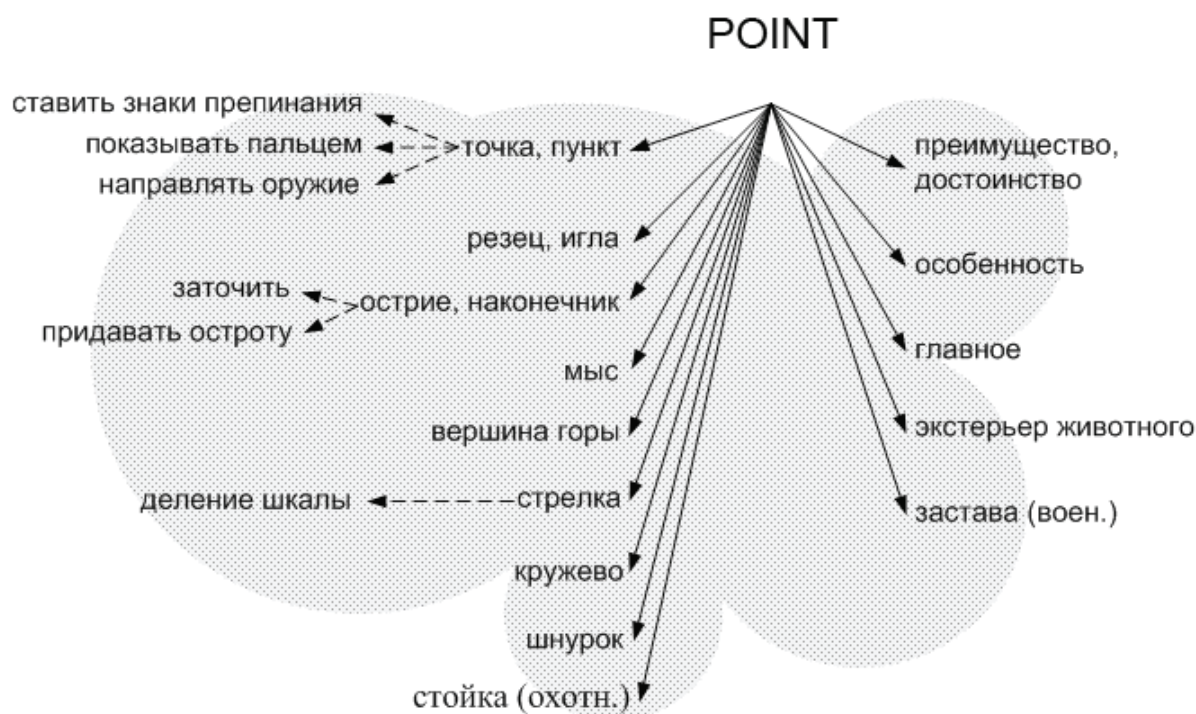 POINT
ставить знаки препинания
показывать пальцем
направлять оружие
точка, пункт
резец, игла
заточить
придавать остроту
острие, наконечник
мыс
вершина горы
деление шкалы
стрелка
кружево
шнурок
стойка (охотн.)
преимущество,
достоинство
особенность
главное
экстерьер животного
застава (воен.)